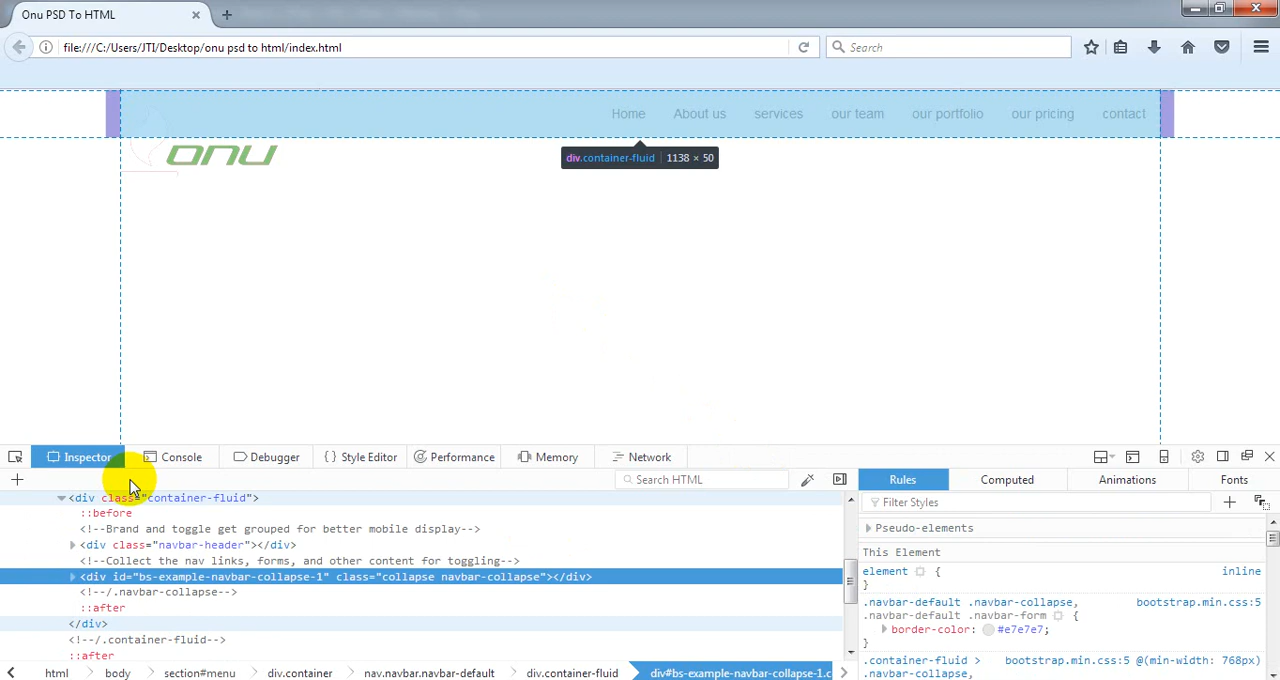 Onu PSD To HTML
file:///C:/Users/JTI/Desktop/onu psd to html/index.html
Search
Home About us services our team our portfolio our pricing contact
onu
div.container-fluid 1138 × 50
Inspector Console Debugger { } Style Editor Performance Memory Network
Search HTML
Rules Computed Animations Fonts
Filter Styles
<div class="container-fluid">
::before
<!--Brand and toggle get grouped for better mobile display-->
<div class="navbar-header"></div>
<!--Collect the nav links, forms, and other content for toggling-->
<div id="bs-example-navbar-collapse-1" class="collapse navbar-collapse"></div>
<!--/.navbar-collapse-->
::after
</div>
<!--/.container-fluid-->
::after
Pseudo-elements
This Element
element { inline
}
.navbar-default .navbar-collapse, bootstrap.min.css:5
.navbar-default .navbar-form {
border-color: #e7e7e7;
}
.container-fluid > bootstrap.min.css:5 @(min-width: 768px)
.navbar-collapse,
html body section#menu div.container nav.navbar.navbar-default div.container-fluid div#bs-example-navbar-collapse-1.c